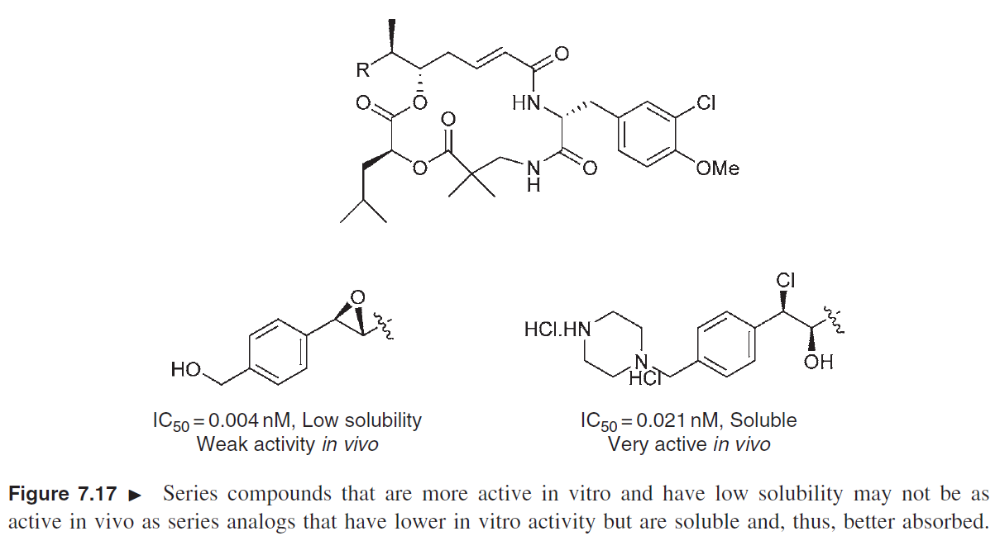 R
O
O
O
O
O
HN
N
H
O
Cl
OMe
O
HO
Cl
HCl.HN
N
HCl
OH
IC50 = 0.004 nM, Low solubility
Weak activity in vivo
IC50 = 0.021 nM, Soluble
Very active in vivo
Figure 7.17 ► Series compounds that are more active in vitro and have low solubility may not be as
active in vivo as series analogs that have lower in vitro activity but are soluble and, thus, better absorbed.